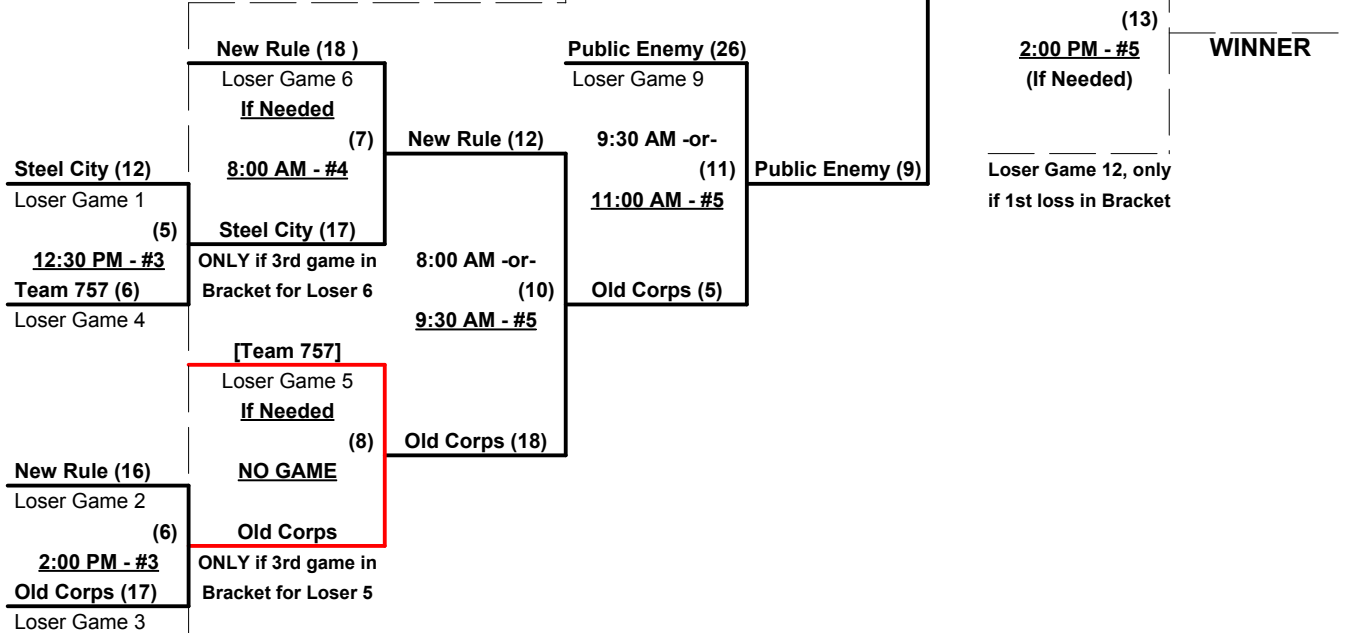 (13)
New Rule (18 )
Public Enemy (26)
2:00 PM - #5
WINNER
Loser Game 6
Loser Game 9
(If Needed)
If Needed
(7)
New Rule (12)
9:30 AM -or-
Steel City (12)
8:00 AM - #4
(11)
Public Enemy (9)
Loser Game 12, only
Loser Game 1
11:00 AM - #5
if 1st loss in Bracket
(5)
Steel City (17)
12:30 PM - #3
ONLY if 3rd game in
8:00 AM -or-
Team 757 (6)
Bracket for Loser 6
(10)
Old Corps (5)
Loser Game 4
9:30 AM - #5
[Team 757]
Loser Game 5
If Needed
(8)
Old Corps (18)
New Rule (16)
NO GAME
Loser Game 2
(6)
Old Corps
2:00 PM - #3
ONLY if 3rd game in
Old Corps (17)
Bracket for Loser 5
Loser Game 3